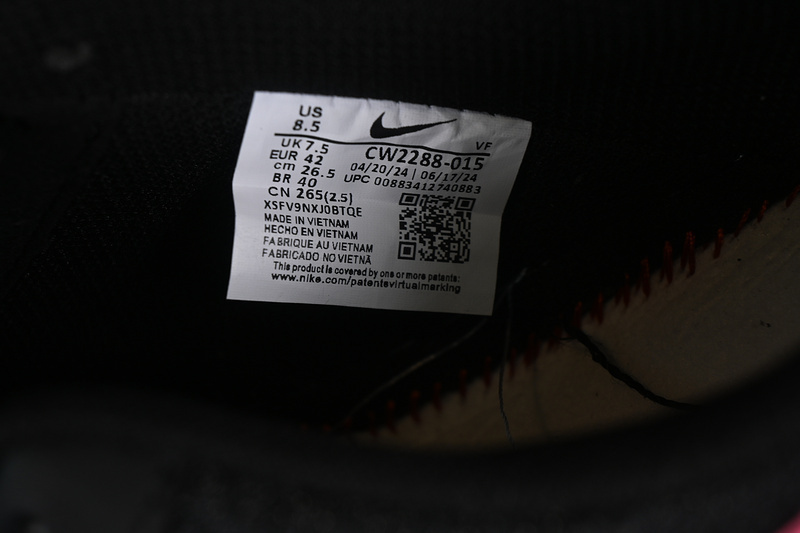 US
8.5
VF
UK 7.5
EUR 42
cm 26.5
BR 40
CN 265(2.5)
CW2288-015
04/20/24 | 06/17/24
UPC 00883412740883
XSFV9NXJ0BTQE
MADE IN VIETNAM
HECHO EN VIETNAM
FABRIQUE AU VIETNAM
FABRICADO NO VIETNÃ
This product is covered by one or more patents:
www.nike.com/patentsvirtualmarking